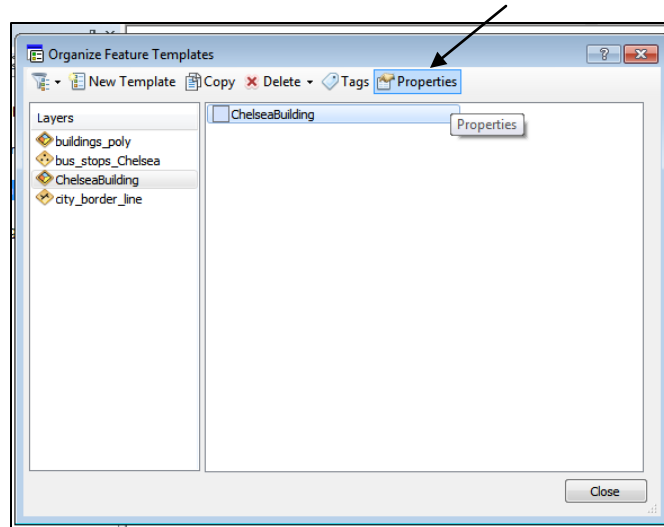 Organize Feature Templates
New Template Copy Delete Tags Properties
Layers
buildings_poly
bus_stops_Chelsea
ChelseaBuilding
city_border_line
ChelseaBuilding
Properties
Close